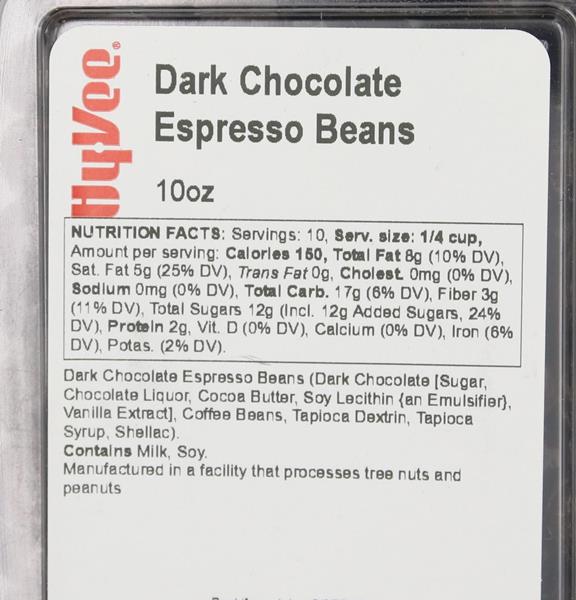 HyVee®
Dark Chocolate
Espresso Beans
10oz
NUTRITION FACTS: Servings: 10, Serv. size: 1/4 cup,
Amount per serving: Calories 150, Total Fat 8g (10% DV),
Sat. Fat 5g (25% DV), Trans Fat 0g, Cholest. 0mg (0% DV),
Sodium 0mg (0% DV), Total Carb. 17g (6% DV), Fiber 3g
(11% DV), Total Sugars 12g (Incl. 12g Added Sugars, 24%
DV), Protein 2g, Vit. D (0% DV), Calcium (0% DV), Iron (6%
DV), Potas. (2% DV).
Dark Chocolate Espresso Beans (Dark Chocolate [Sugar,
Chocolate Liquor, Cocoa Butter, Soy Lecithin {an Emulsifier},
Vanilla Extract], Coffee Beans, Tapioca Dextrin, Tapioca
Syrup, Shellac).
Contains Milk, Soy.
Manufactured in a facility that processes tree nuts and
peanuts